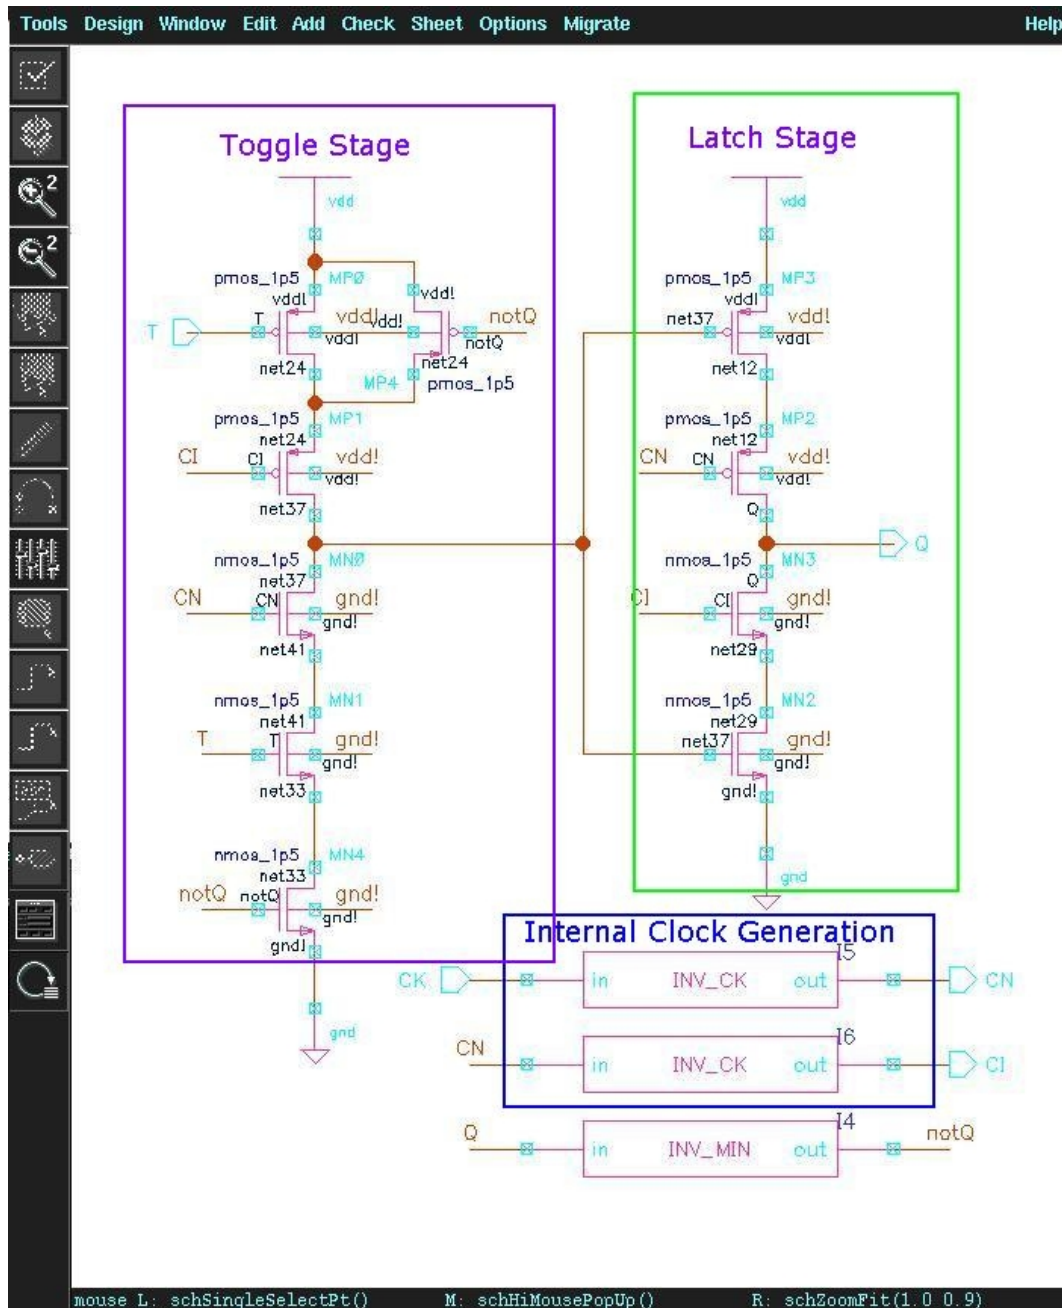 Tools Design Window Edit Add Check Sheet Options Migrate Help
2
2
Toggle Stage
vdd
pmos_1p5 MPØ
vdd!
vdd!
T
T
vdd!
vdd!
vdd!
notQ
notQ
net24
net24
MP4
pmos_1p5
pmos_1p5 MP1
net24
CI
CI
vdd!
vdd!
net37
nmos_1p5 MNØ
net37
CN
CN
gnd!
gnd!
net41
nmos_1p5 MN1
net41
T
T
gnd!
gnd!
net33
nmos_1p5 MN4
net33
notQ
notQ
gnd!
gnd!
gnd!
gnd
Latch Stage
vdd
pmos_1p5 MP3
vdd!
net37
vdd!
vdd!
net12
pmos_1p5 MP2
net12
CN
CN
vdd!
vdd!
Q
Q
nmos_1p5 MN3
Q
CI
CI
gnd!
gnd!
net29
nmos_1p5 MN2
net29
net37
gnd!
gnd!
gnd!
gnd
Internal Clock Generation
I5
CK in INV_CK out CN
I6
CN in INV_CK out CI
I4
Q in INV_MIN out notQ
mouse L: schSingleSelectPt() M: schHiMousePopUp() R: schZoomFit(1.0 0.9)